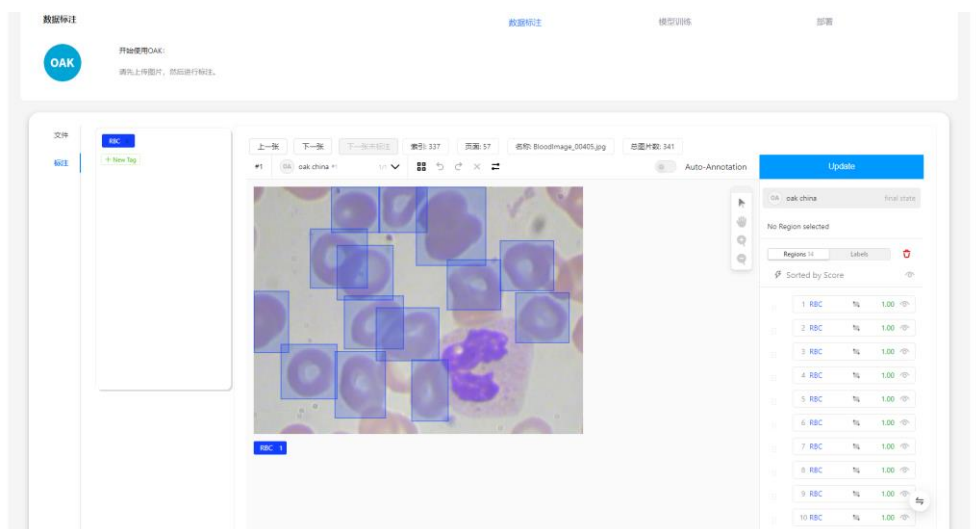 数据标注
数据标注
模型训练
部署
OAK
开始使用OAK:
请先上传图片，然后进行标注。
文件
标注
RBC
+ New Tag
上一张
下一张
下一张未标注
索引: 337
页面: 57
名称: BloodImage_00405.jpg
总图片数: 341
#1
OA
oak china
Auto-Annotation
RBC 1
Update
OA oak china
final state
No Region selected
Regions 14
Labels
Sorted by Score
1 RBC 1.00
2 RBC 1.00
3 RBC 1.00
4 RBC 1.00
5 RBC 1.00
6 RBC 1.00
7 RBC 1.00
8 RBC 1.00
9 RBC 1.00
10 RBC 1.00